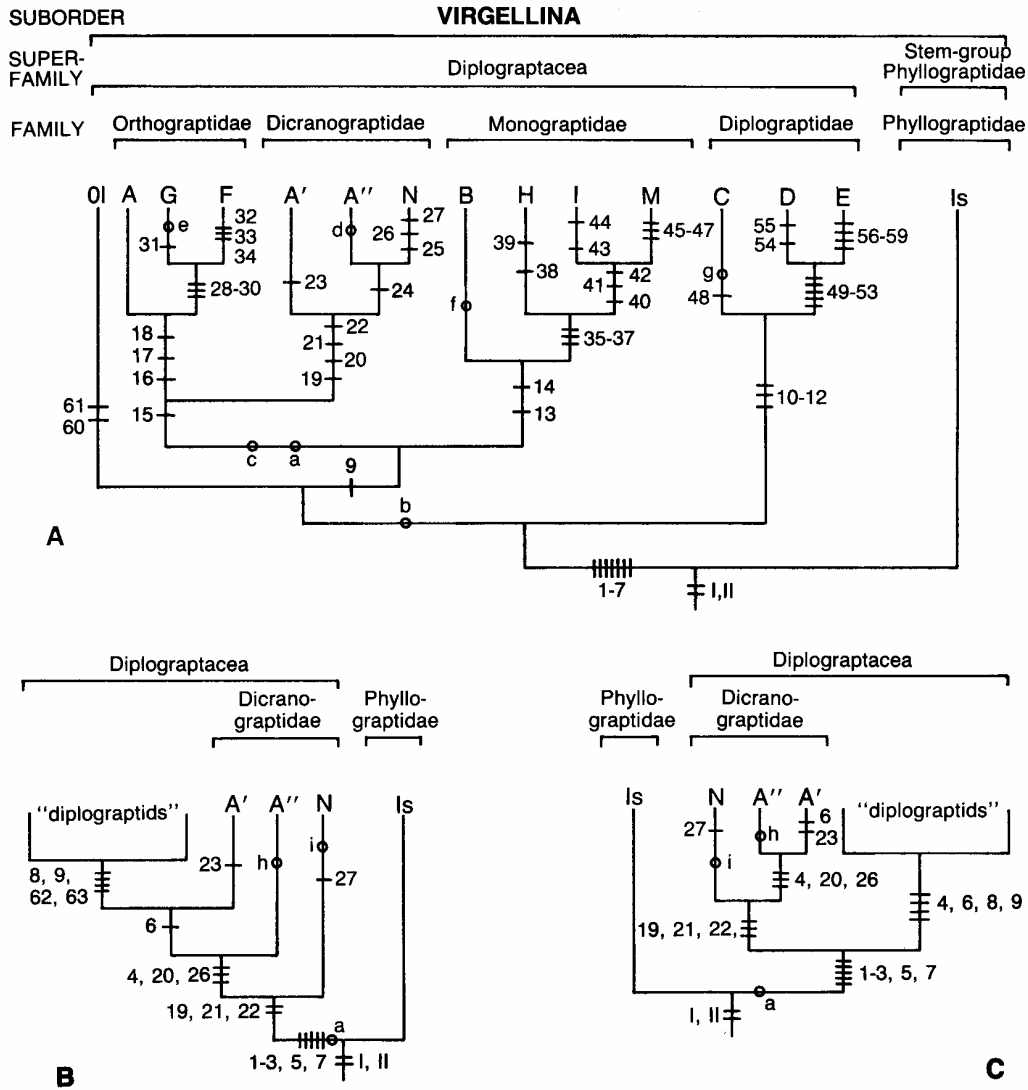 SUBORDER VIRGELLINA
SUPER-FAMILY Diplograptacea Stem-group Phyllograptidae
FAMILY Orthograptidae Dicranograptidae Monograptidae Diplograptidae Phyllograptidae
Ol A G F A' A'' N B H I M C D E Is
e 32 33 34 31
d 27 26 25
44 43 45-47
39 38
55 54 56-59
28-30
23 24
f
42 41 40
g 48 49-53
18 17 16
22 21 20 19
35-37
61 60 15
14 13
10-12
c a
9
b
A
1-7 I,II
Diplograptacea
Dicrano-graptidae Phyllo-graptidae
"diplograptids" A' A'' N Is
8, 9, 62, 63
23 h i 27
6
4, 20, 26
19, 21, 22
a
1-3, 5, 7 I, II
B
Diplograptacea
Phyllo-graptidae Dicrano-graptidae
Is N A'' A' "diplograptids"
27 h 6 23
i 4, 20, 26
4, 6, 8, 9
19, 21, 22,
1-3, 5, 7
a
I, II
C